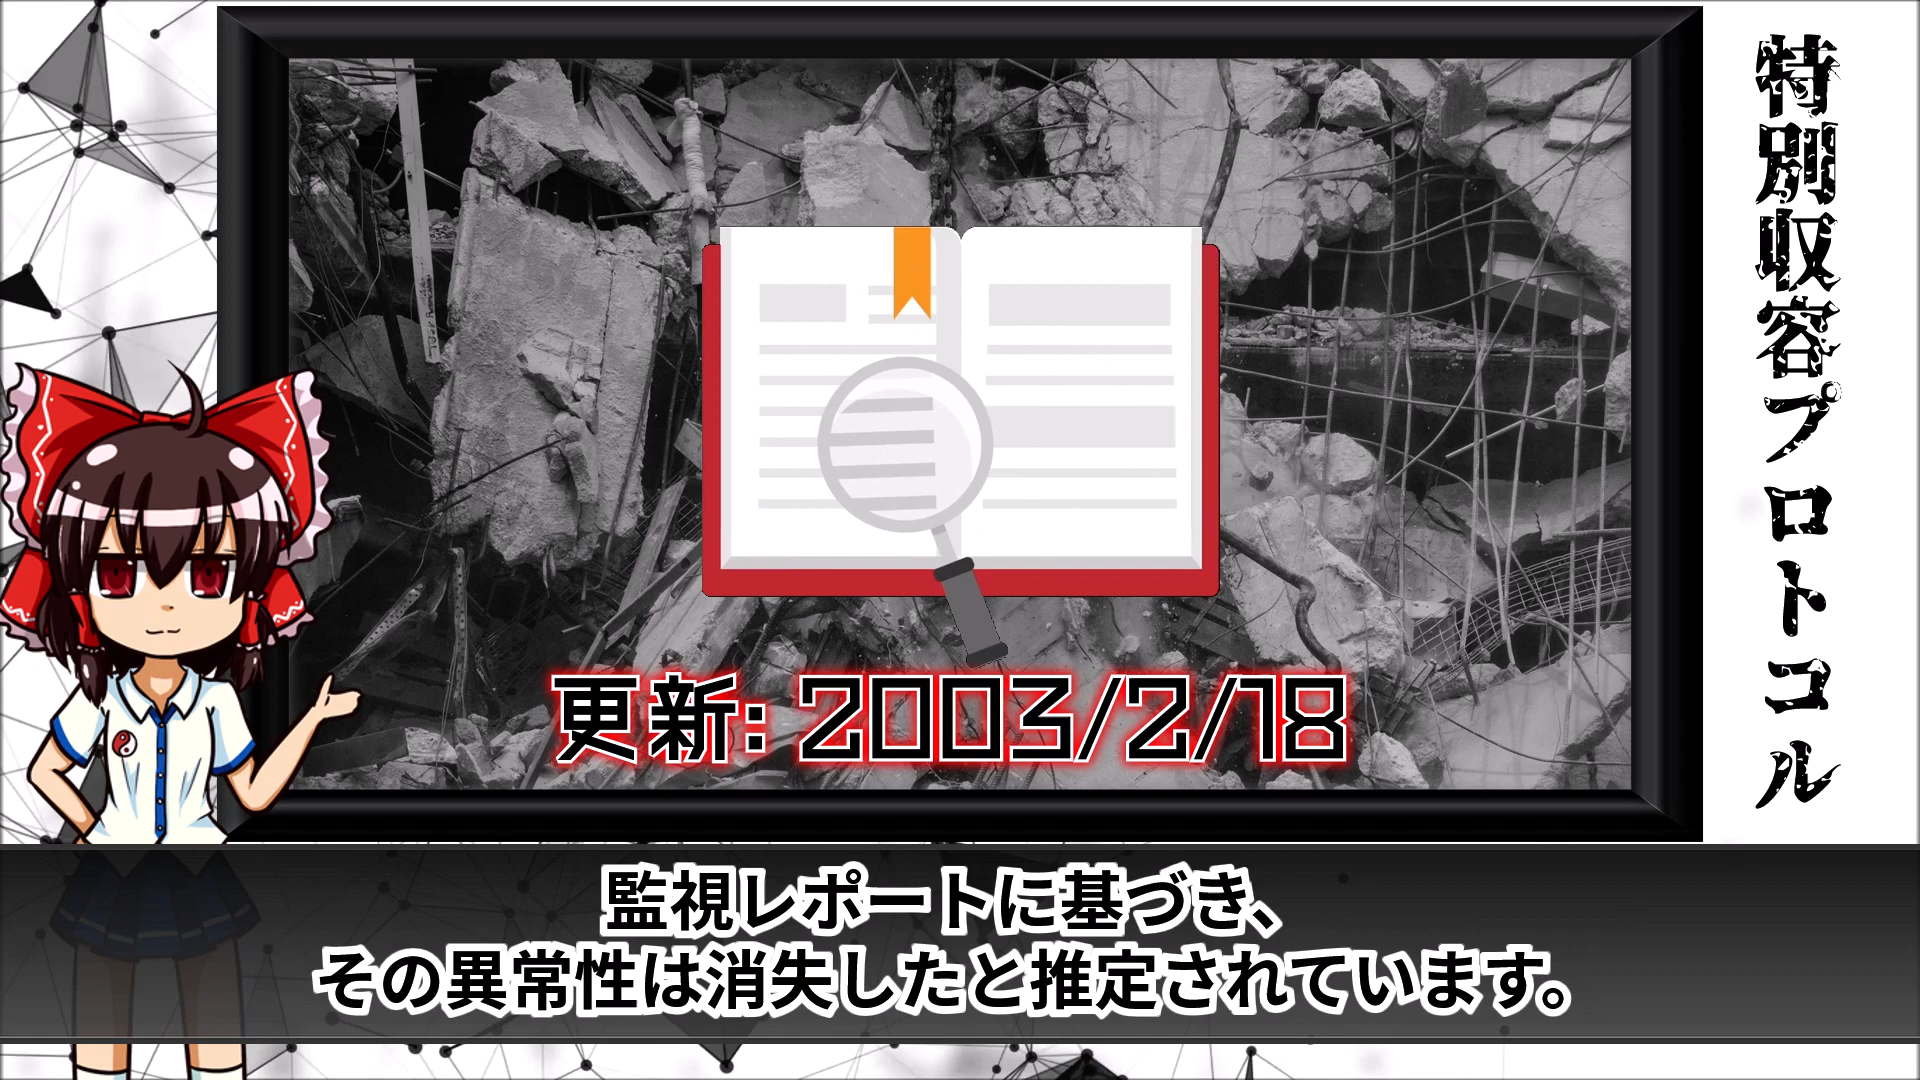 特別収容プロトコル
更新: 2003/2/18
監視レポートに基づき、
その異常性は消失したと推定されています。